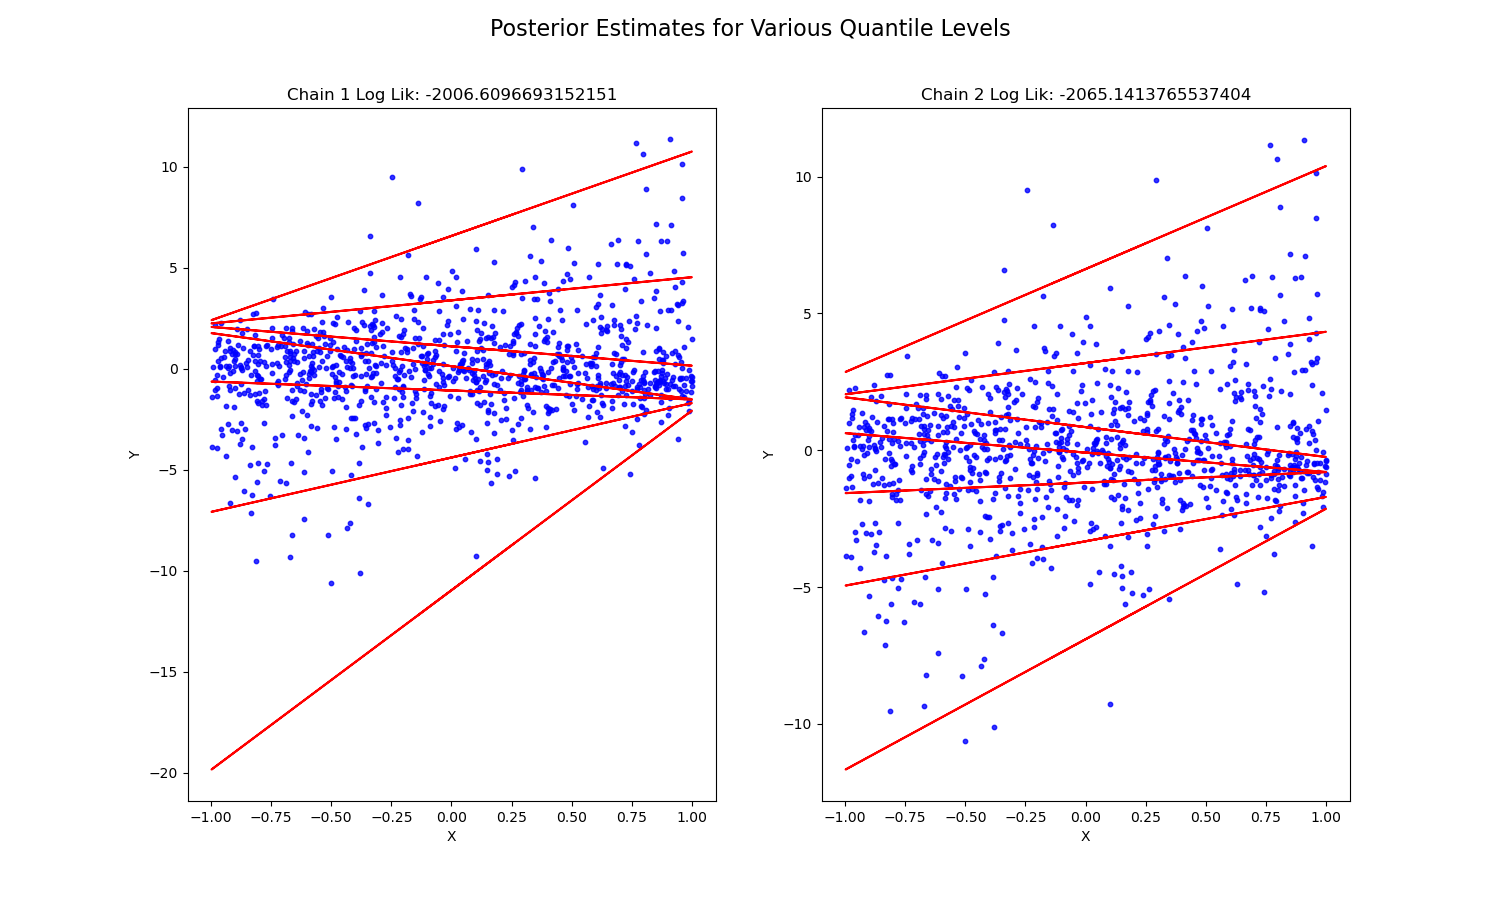 Posterior Estimates for Various Quantile Levels
Chain 1 Log Lik: -2006.6096693152151
10
5
0
−5
−10
−15
−20
Y
−1.00 −0.75 −0.50 −0.25 0.00 0.25 0.50 0.75 1.00
X
Chain 2 Log Lik: -2065.1413765537404
10
5
0
−5
−10
Y
−1.00 −0.75 −0.50 −0.25 0.00 0.25 0.50 0.75 1.00
X